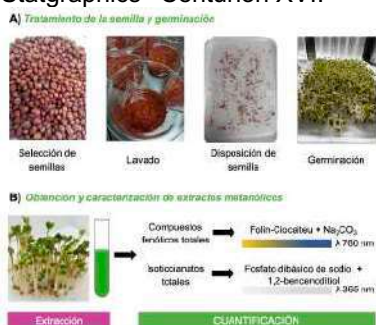 Statgraphics Centurion XVI.
A) Tratamiento de la semilla y germinación
Selección de semillas
Lavado
Disposición de semilla
Germinación
B) Obtención y caracterización de extractos metanólicos
Compuestos fenólicos totales
Folin-Ciocalteu + Na2CO3
λ 760 nm
Isotiocianatos totales
Fosfato dibásico de sodio +
1,2-bencenoditiol
λ 365 nm
Extracción
CUANTIFICACIÓN